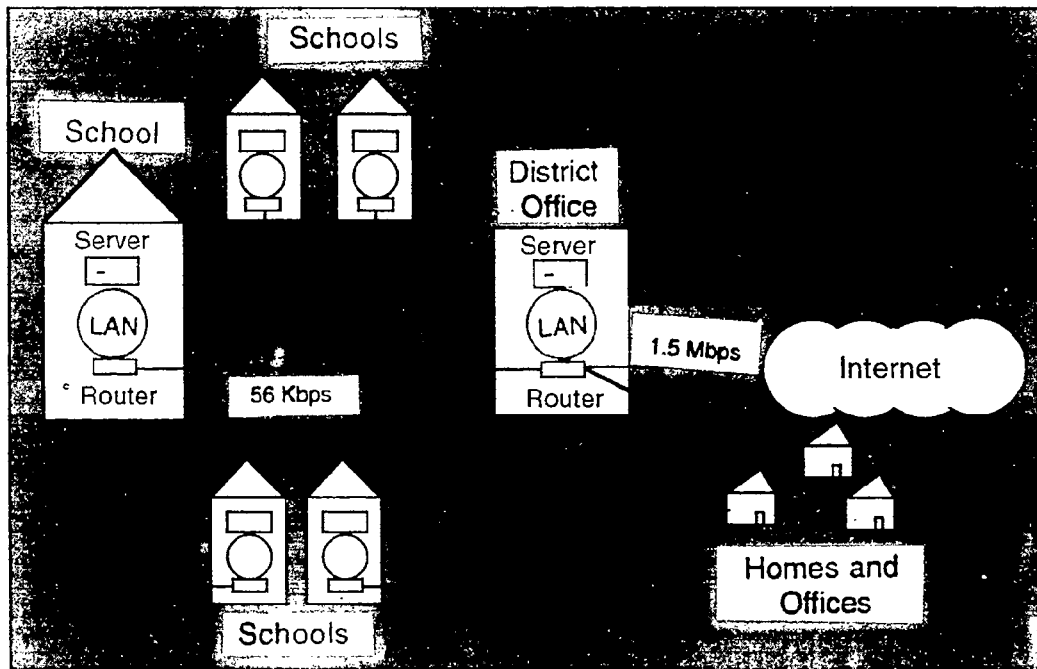 Schools
School
District
Office
Server
LAN
Router
Server
LAN
Router
56 Kbps
1.5 Mbps
Internet
Homes and
Offices
Schools